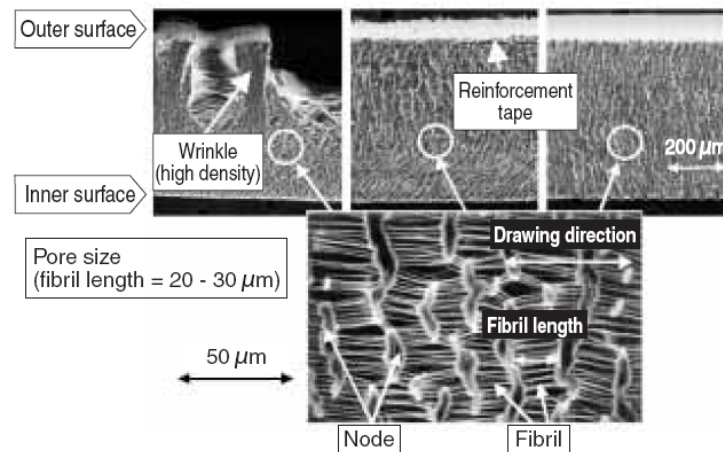 Outer surface
Reinforcement
tape
Wrinkle
(high density)
200 µm
Inner surface
Drawing direction
Pore size
(fibril length = 20 - 30 µm)
Fibril length
50 µm
Node
Fibril